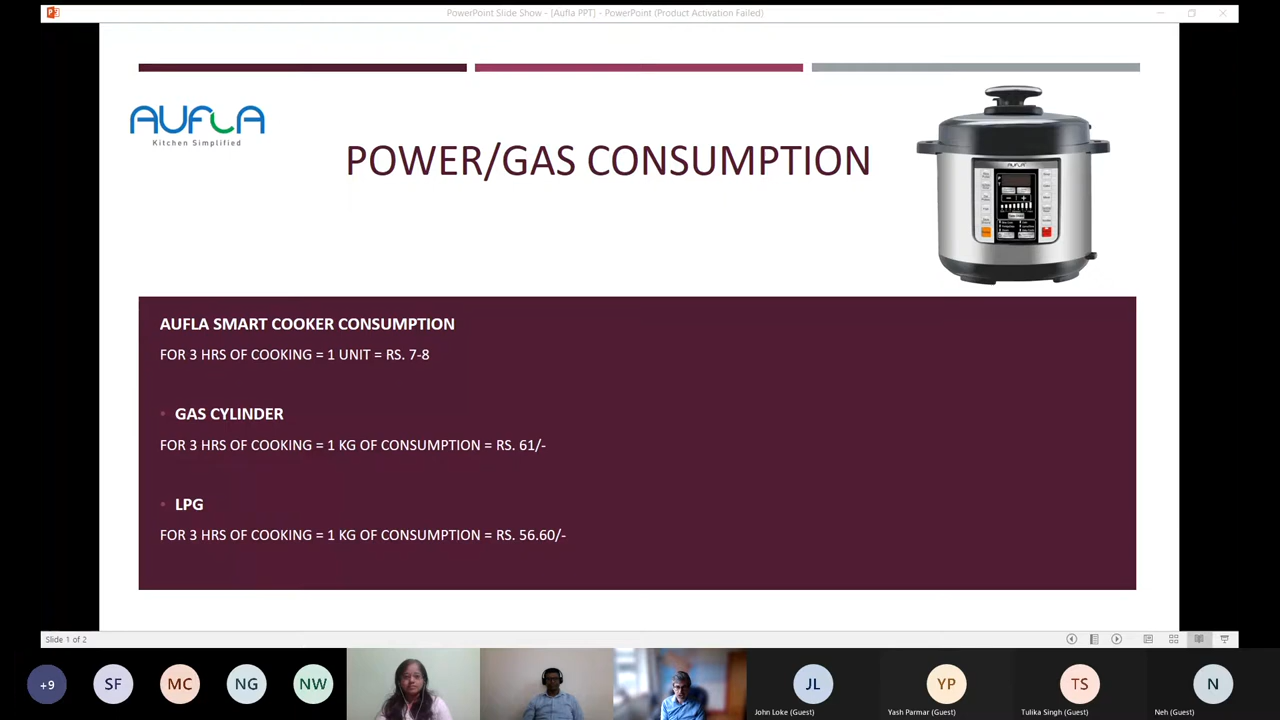 PowerPoint Slide Show - [Aufla PPT] - PowerPoint (Product Activation Failed)
AUFLA
Kitchen Simplified
POWER/GAS CONSUMPTION
AUFLA
AUFLA SMART COOKER CONSUMPTION
FOR 3 HRS OF COOKING = 1 UNIT = RS. 7-8
• GAS CYLINDER
FOR 3 HRS OF COOKING = 1 KG OF CONSUMPTION = RS. 61/-
• LPG
FOR 3 HRS OF COOKING = 1 KG OF CONSUMPTION = RS. 56.60/-
Slide 1 of 2
+9 SF MC NG NW JL YP TS N
John Loke (Guest) Yash Parmar (Guest) Tulika Singh (Guest) Neh (Guest)